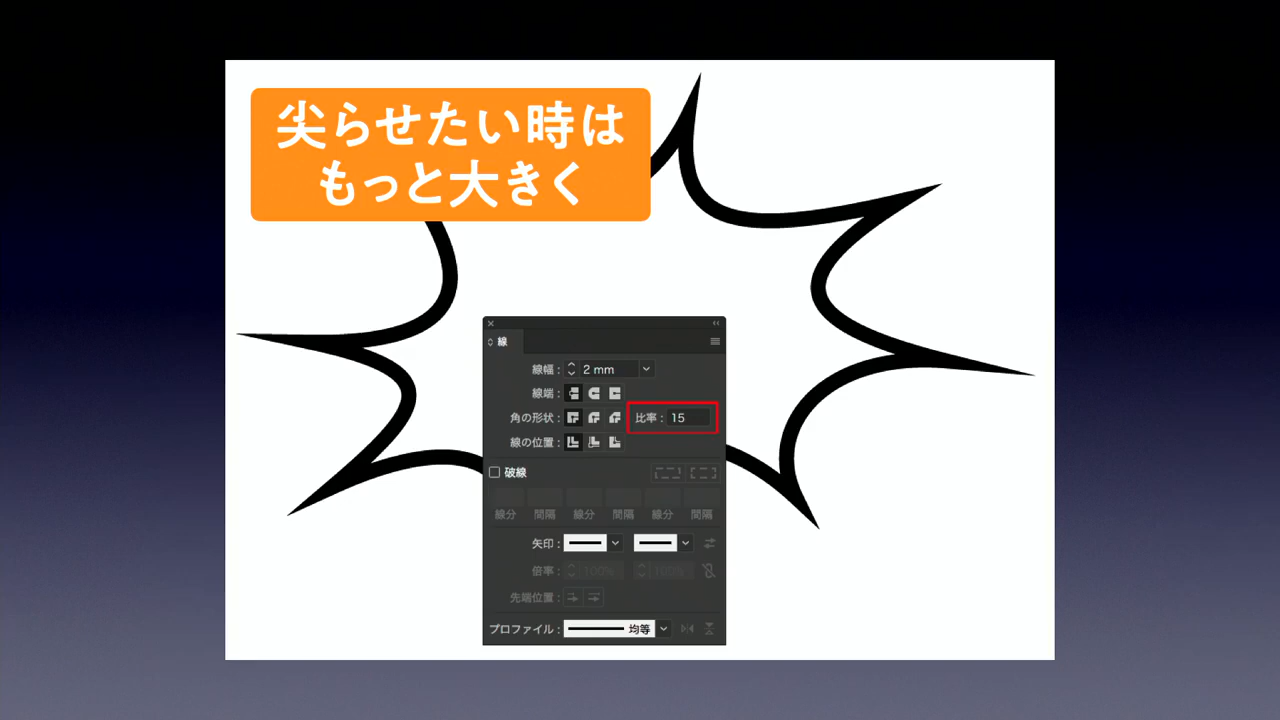 尖らせたい時は
もっと大きく
線
線幅： 2 mm
線端：
角の形状： 比率： 15
線の位置：
破線
線分 間隔 線分 間隔 線分 間隔
矢印：
倍率： 100% 100%
先端位置：
プロファイル： 均等